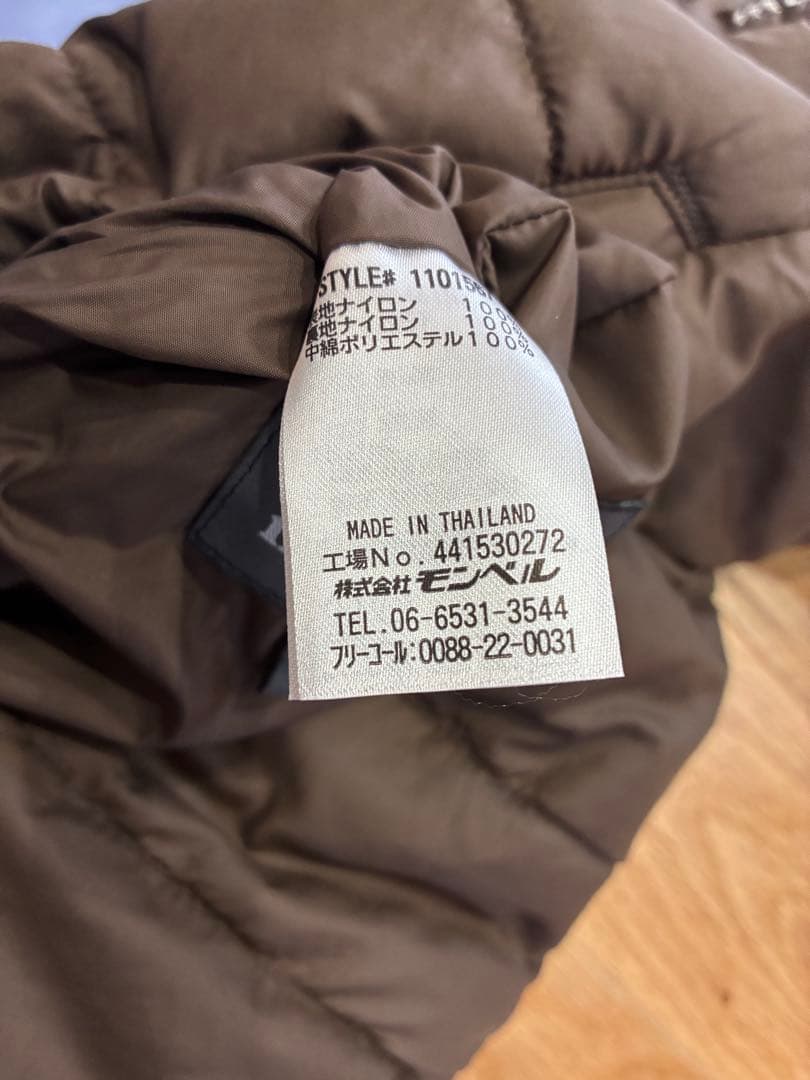 STYLE# 1101567
表地ナイロン 100%
裏地ナイロン 100%
中綿ポリエステル100%
MADE IN THAILAND
工場No.441530272
株式会社 モンベル
TEL.06-6531-3544
フリーコール:0088-22-0031